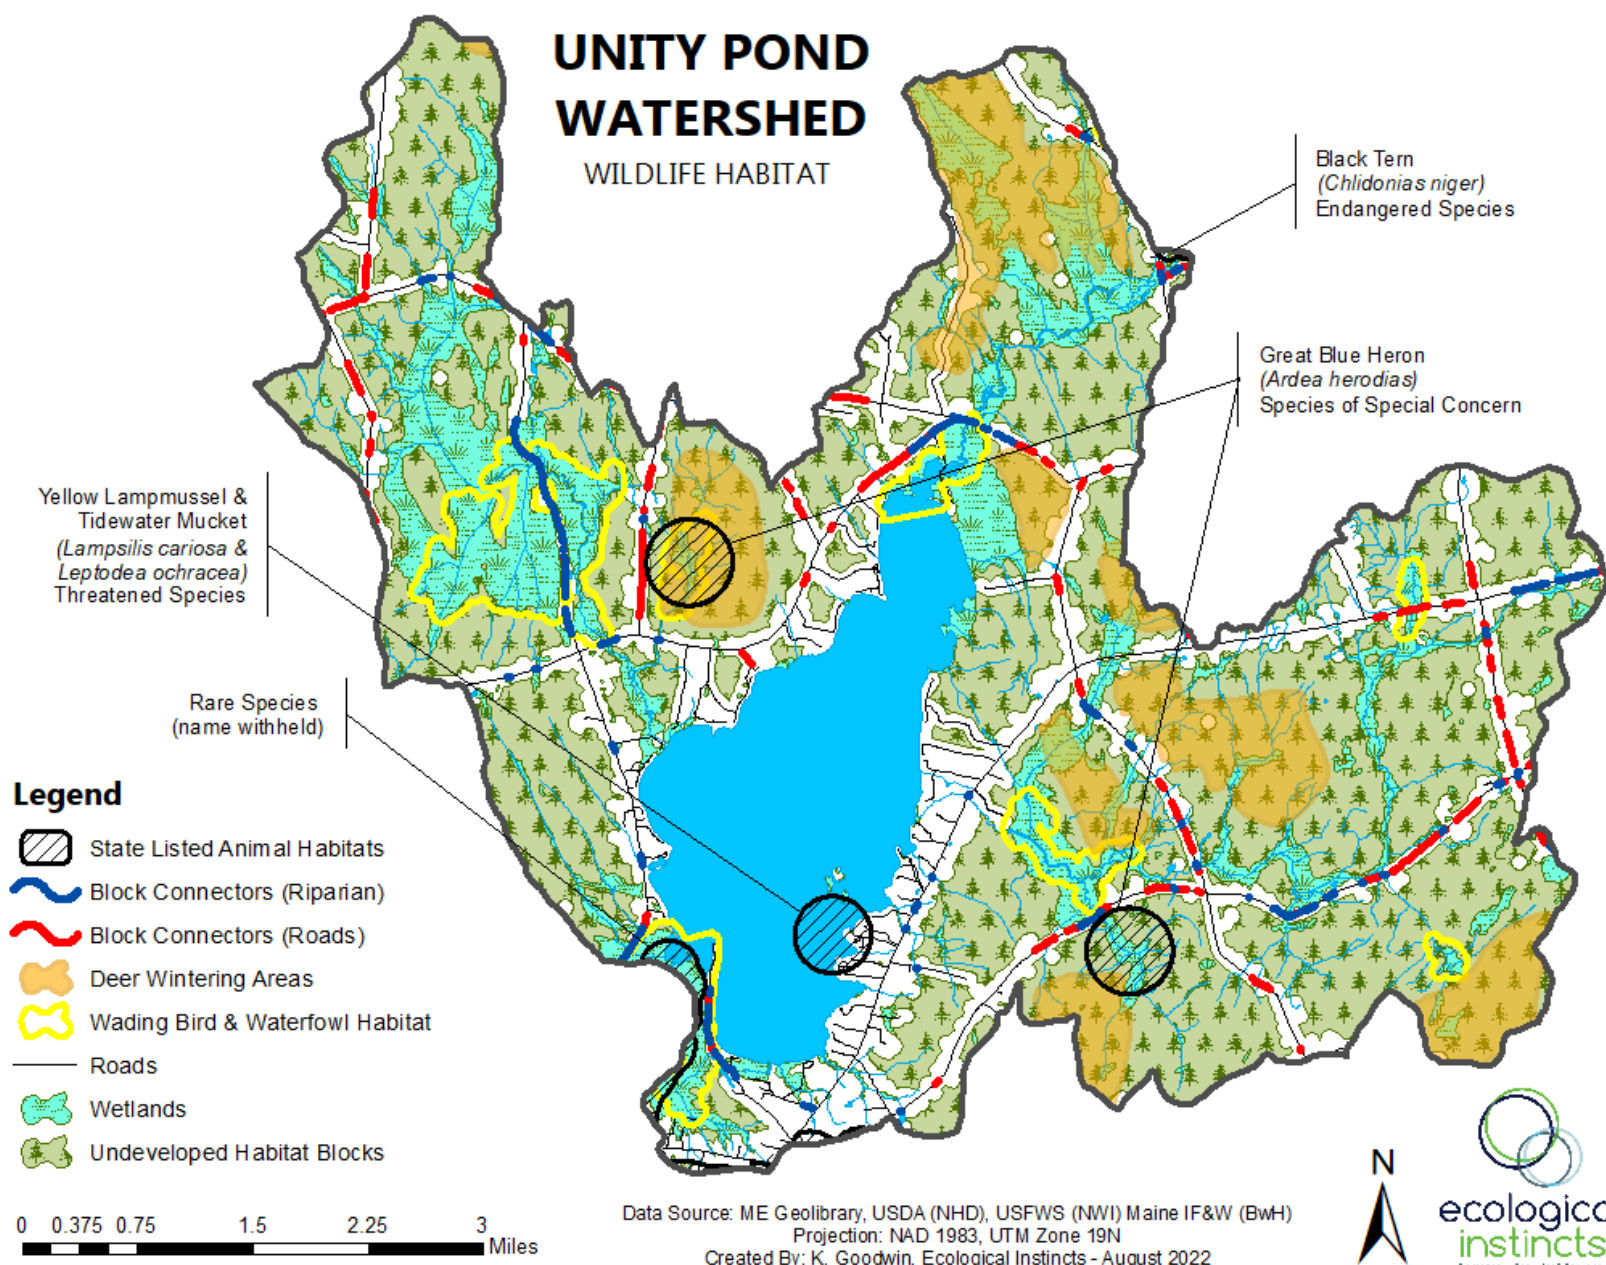 UNITY POND
WATERSHED
WILDLIFE HABITAT
Black Tern
(Chlidonias niger)
Endangered Species
Great Blue Heron
(Ardea herodias)
Species of Special Concern
Yellow Lampmussel &
Tidewater Mucket
(Lampsilis cariosa &
Leptodea ochracea)
Threatened Species
Rare Species
(name withheld)
Legend
State Listed Animal Habitats
Block Connectors (Riparian)
Block Connectors (Roads)
Deer Wintering Areas
Wading Bird & Waterfowl Habitat
Roads
Wetlands
Undeveloped Habitat Blocks
0 0.375 0.75 1.5 2.25 3
Miles
Data Source: ME Geolibrary, USDA (NHD), USFWS (NWI) Maine IF&W (BwH)
Projection: NAD 1983, UTM Zone 19N
Created By: K. Goodwin, Ecological Instincts - August 2022
N
ecologica
instincts